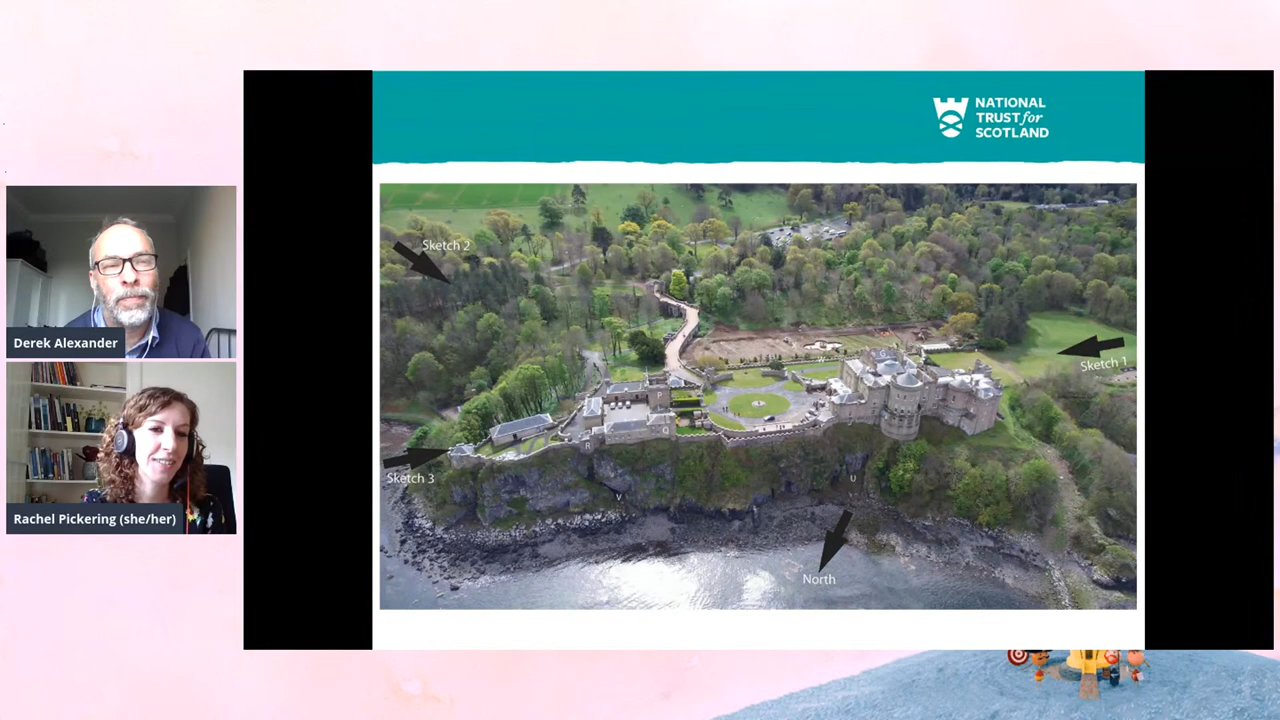 NATIONAL
TRUST for
SCOTLAND
Sketch 2
Sketch 1
Sketch 3
V
U
North
Derek Alexander
Rachel Pickering (she/her)